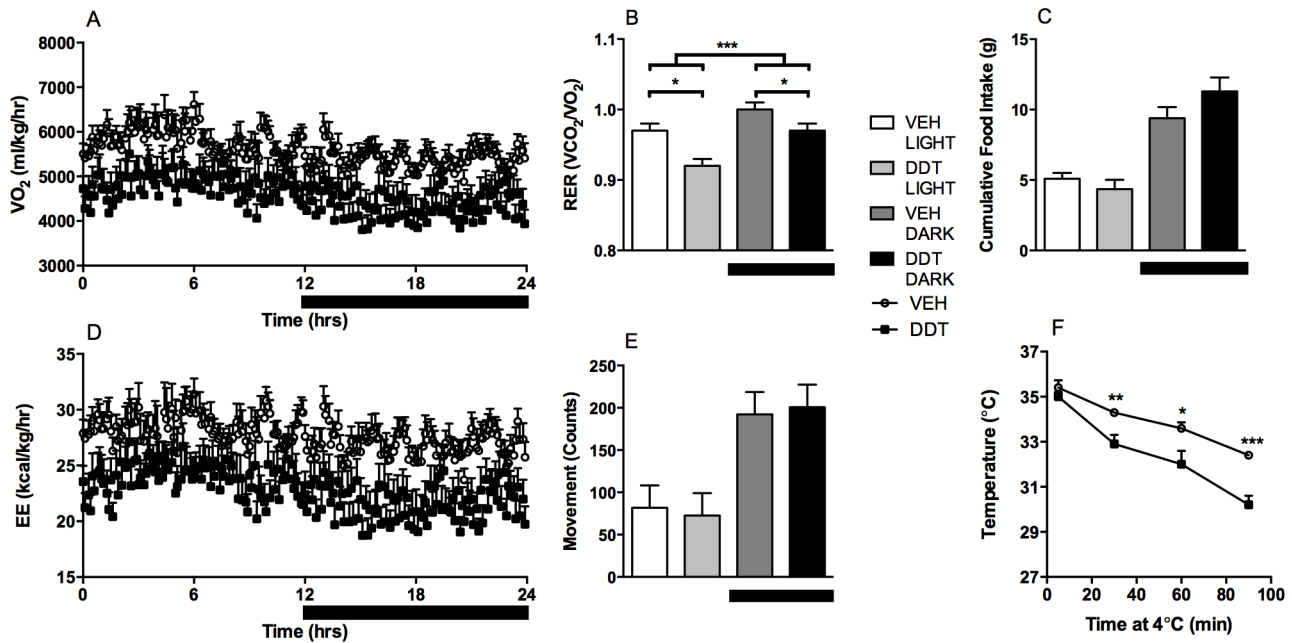 A
VO₂ (ml/kg/hr)
8000
7000
6000
5000
4000
3000
0
6
12
18
24
Time (hrs)
B
RER (VCO₂/VO₂)
1.1
1.0
0.9
0.8
***
*
*
VEH
LIGHT
DDT
LIGHT
VEH
DARK
DDT
DARK
VEH
DDT
C
Cumulative Food Intake (g)
15
10
5
0
D
EE (kcal/kg/hr)
35
30
25
20
15
0
6
12
18
24
Time (hrs)
E
Movement (Counts)
250
200
150
100
50
0
F
Temperature (°C)
37
35
33
31
29
27
**
*
***
0
20
40
60
80
100
Time at 4°C (min)